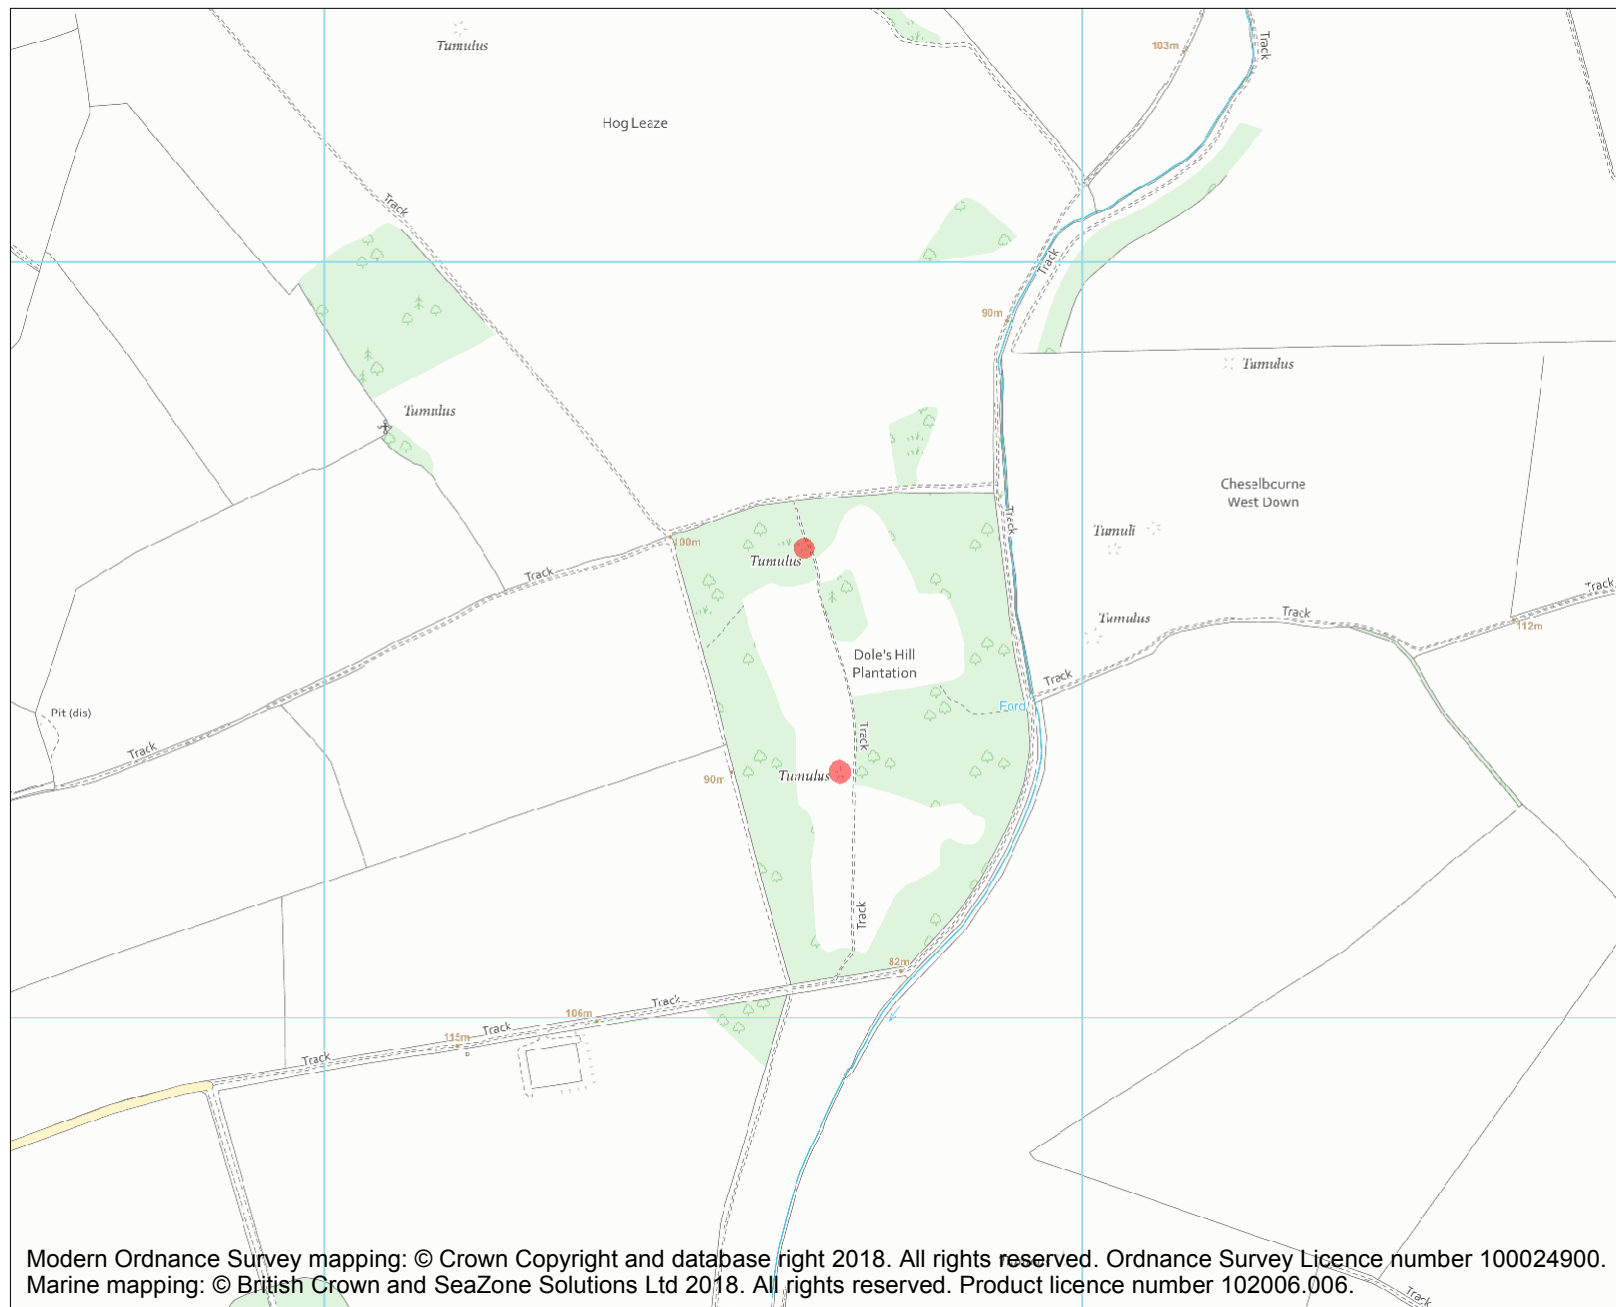 Track
103m
Tumulus
Hog Leaze
Track
Track
90m
Tumulus
Tumulus
Cheselbourne
West Down
Track
Tumuli
100m
Tumulus
Track
Track
Tumulus
Track
112m
Dole's Hill
Plantation
Track
Ford
Pit (dis)
Track
Track
90m
Tumulus
Track
82m
Track
106m
Track
115m
Track
Modern Ordnance Survey mapping: © Crown Copyright and database right 2018. All rights reserved. Ordnance Survey Licence number 100024900.
Marine mapping: © British Crown and SeaZone Solutions Ltd 2018. All rights reserved. Product licence number 102006.006.
Track